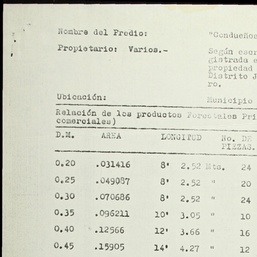 Nombre del Predio: "Condueños
Propietario: Varios.- Según escr
gistrada e
propiedad
Distrito J
ro.
Ubicación: Municipio
Relación de los productos Forestales Pri
comerciales)
D.M. AREA LONGITUD No. DE
PIEZAS.
0.20 .031416 8' 2.52 Mts. 24
0.25 .049087 8' 2.52 " 20
0.30 .070686 8' 2.52 " 24
0.35 .096211 10' 3.05 " 10
0.40 .12566 12' 3.66 " 16
0.45 .15905 14' 4.27 " 12